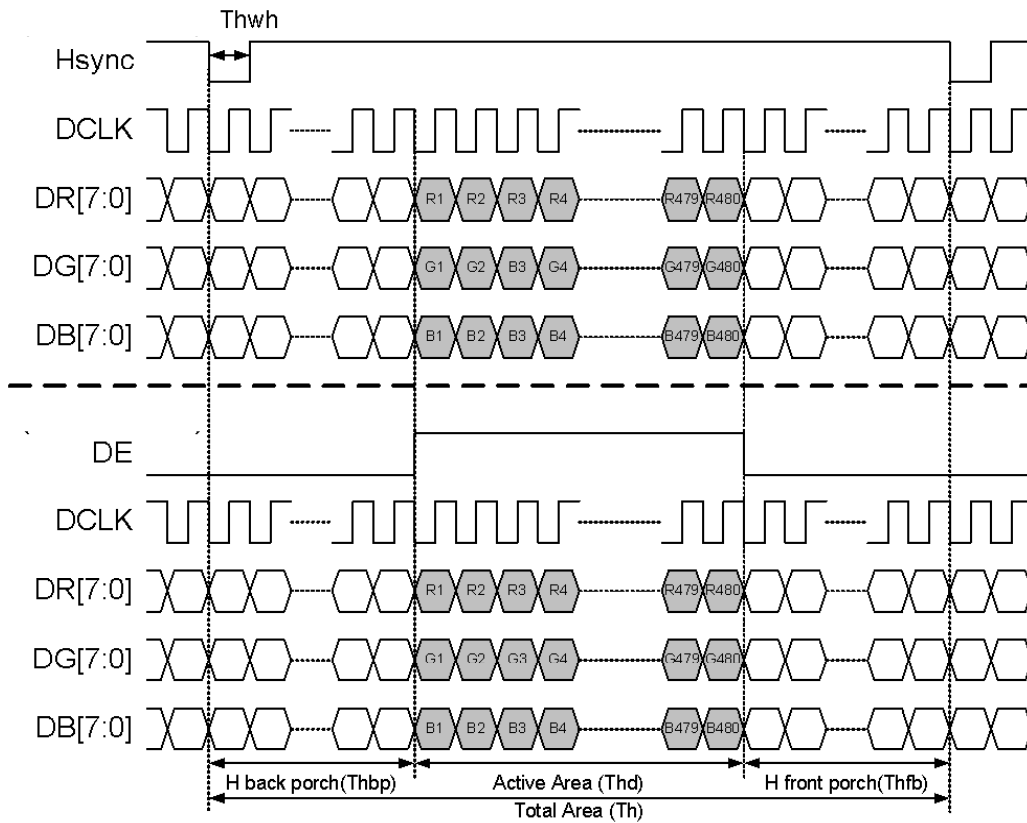 Thwh
Hsync
DCLK
DR[7:0] R1 R2 R3 R4 R479 R480
DG[7:0] G1 G2 B3 G4 G479 G480
DB[7:0] B1 B2 B3 B4 B479 B480
DE
DCLK
DR[7:0] R1 R2 R3 R4 R479 R480
DG[7:0] G1 G2 G3 G4 G479 G480
DB[7:0] B1 B2 B3 B4 B479 B480
H back porch(Thbp) Active Area (Thd) H front porch(Thfb)
Total Area (Th)